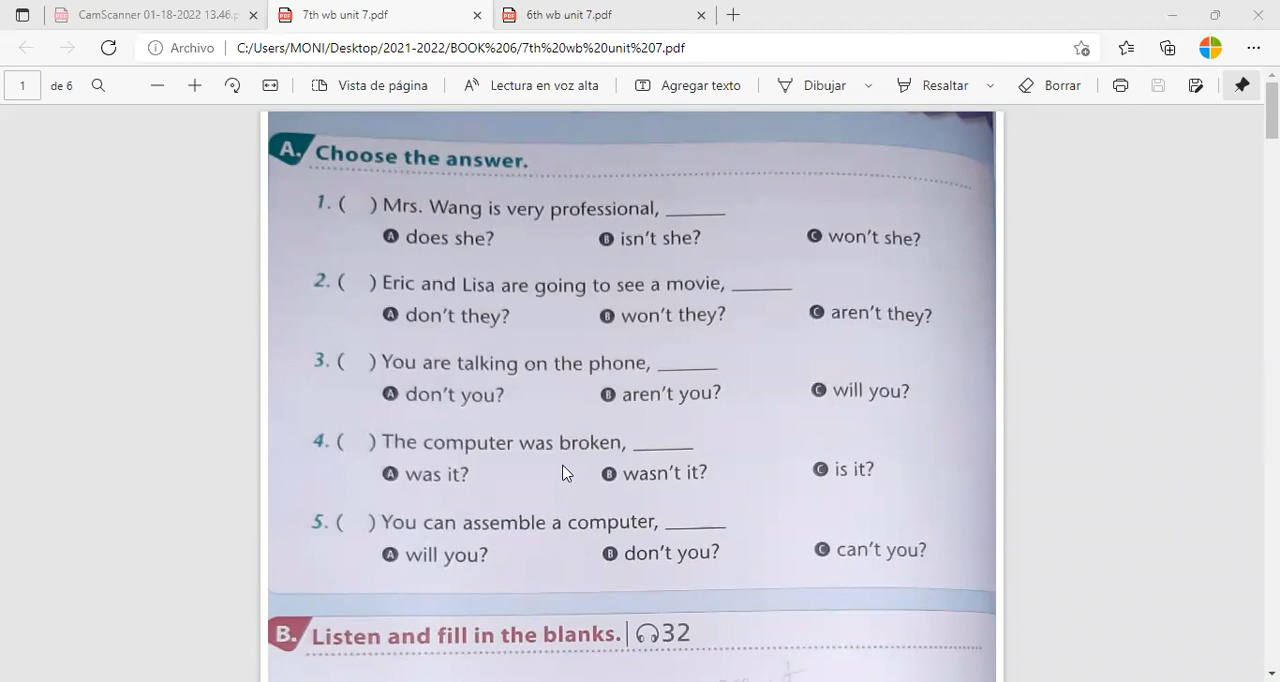 CamScanner 01-18-2022 13.46.p
7th wb unit 7.pdf
6th wb unit 7.pdf
Archivo
C:/Users/MONI/Desktop/2021-2022/BOOK%206/7th%20wb%20unit%207.pdf
1 de 6
Vista de página
Lectura en voz alta
Agregar texto
Dibujar
Resaltar
Borrar
A. Choose the answer.
1. ( ) Mrs. Wang is very professional, ______
A does she? B isn't she? C won't she?
2. ( ) Eric and Lisa are going to see a movie, ______
A don't they? B won't they? C aren't they?
3. ( ) You are talking on the phone, ______
A don't you? B aren't you? C will you?
4. ( ) The computer was broken, ______
A was it? B wasn't it? C is it?
5. ( ) You can assemble a computer, ______
A will you? B don't you? C can't you?
B. Listen and fill in the blanks. | 32